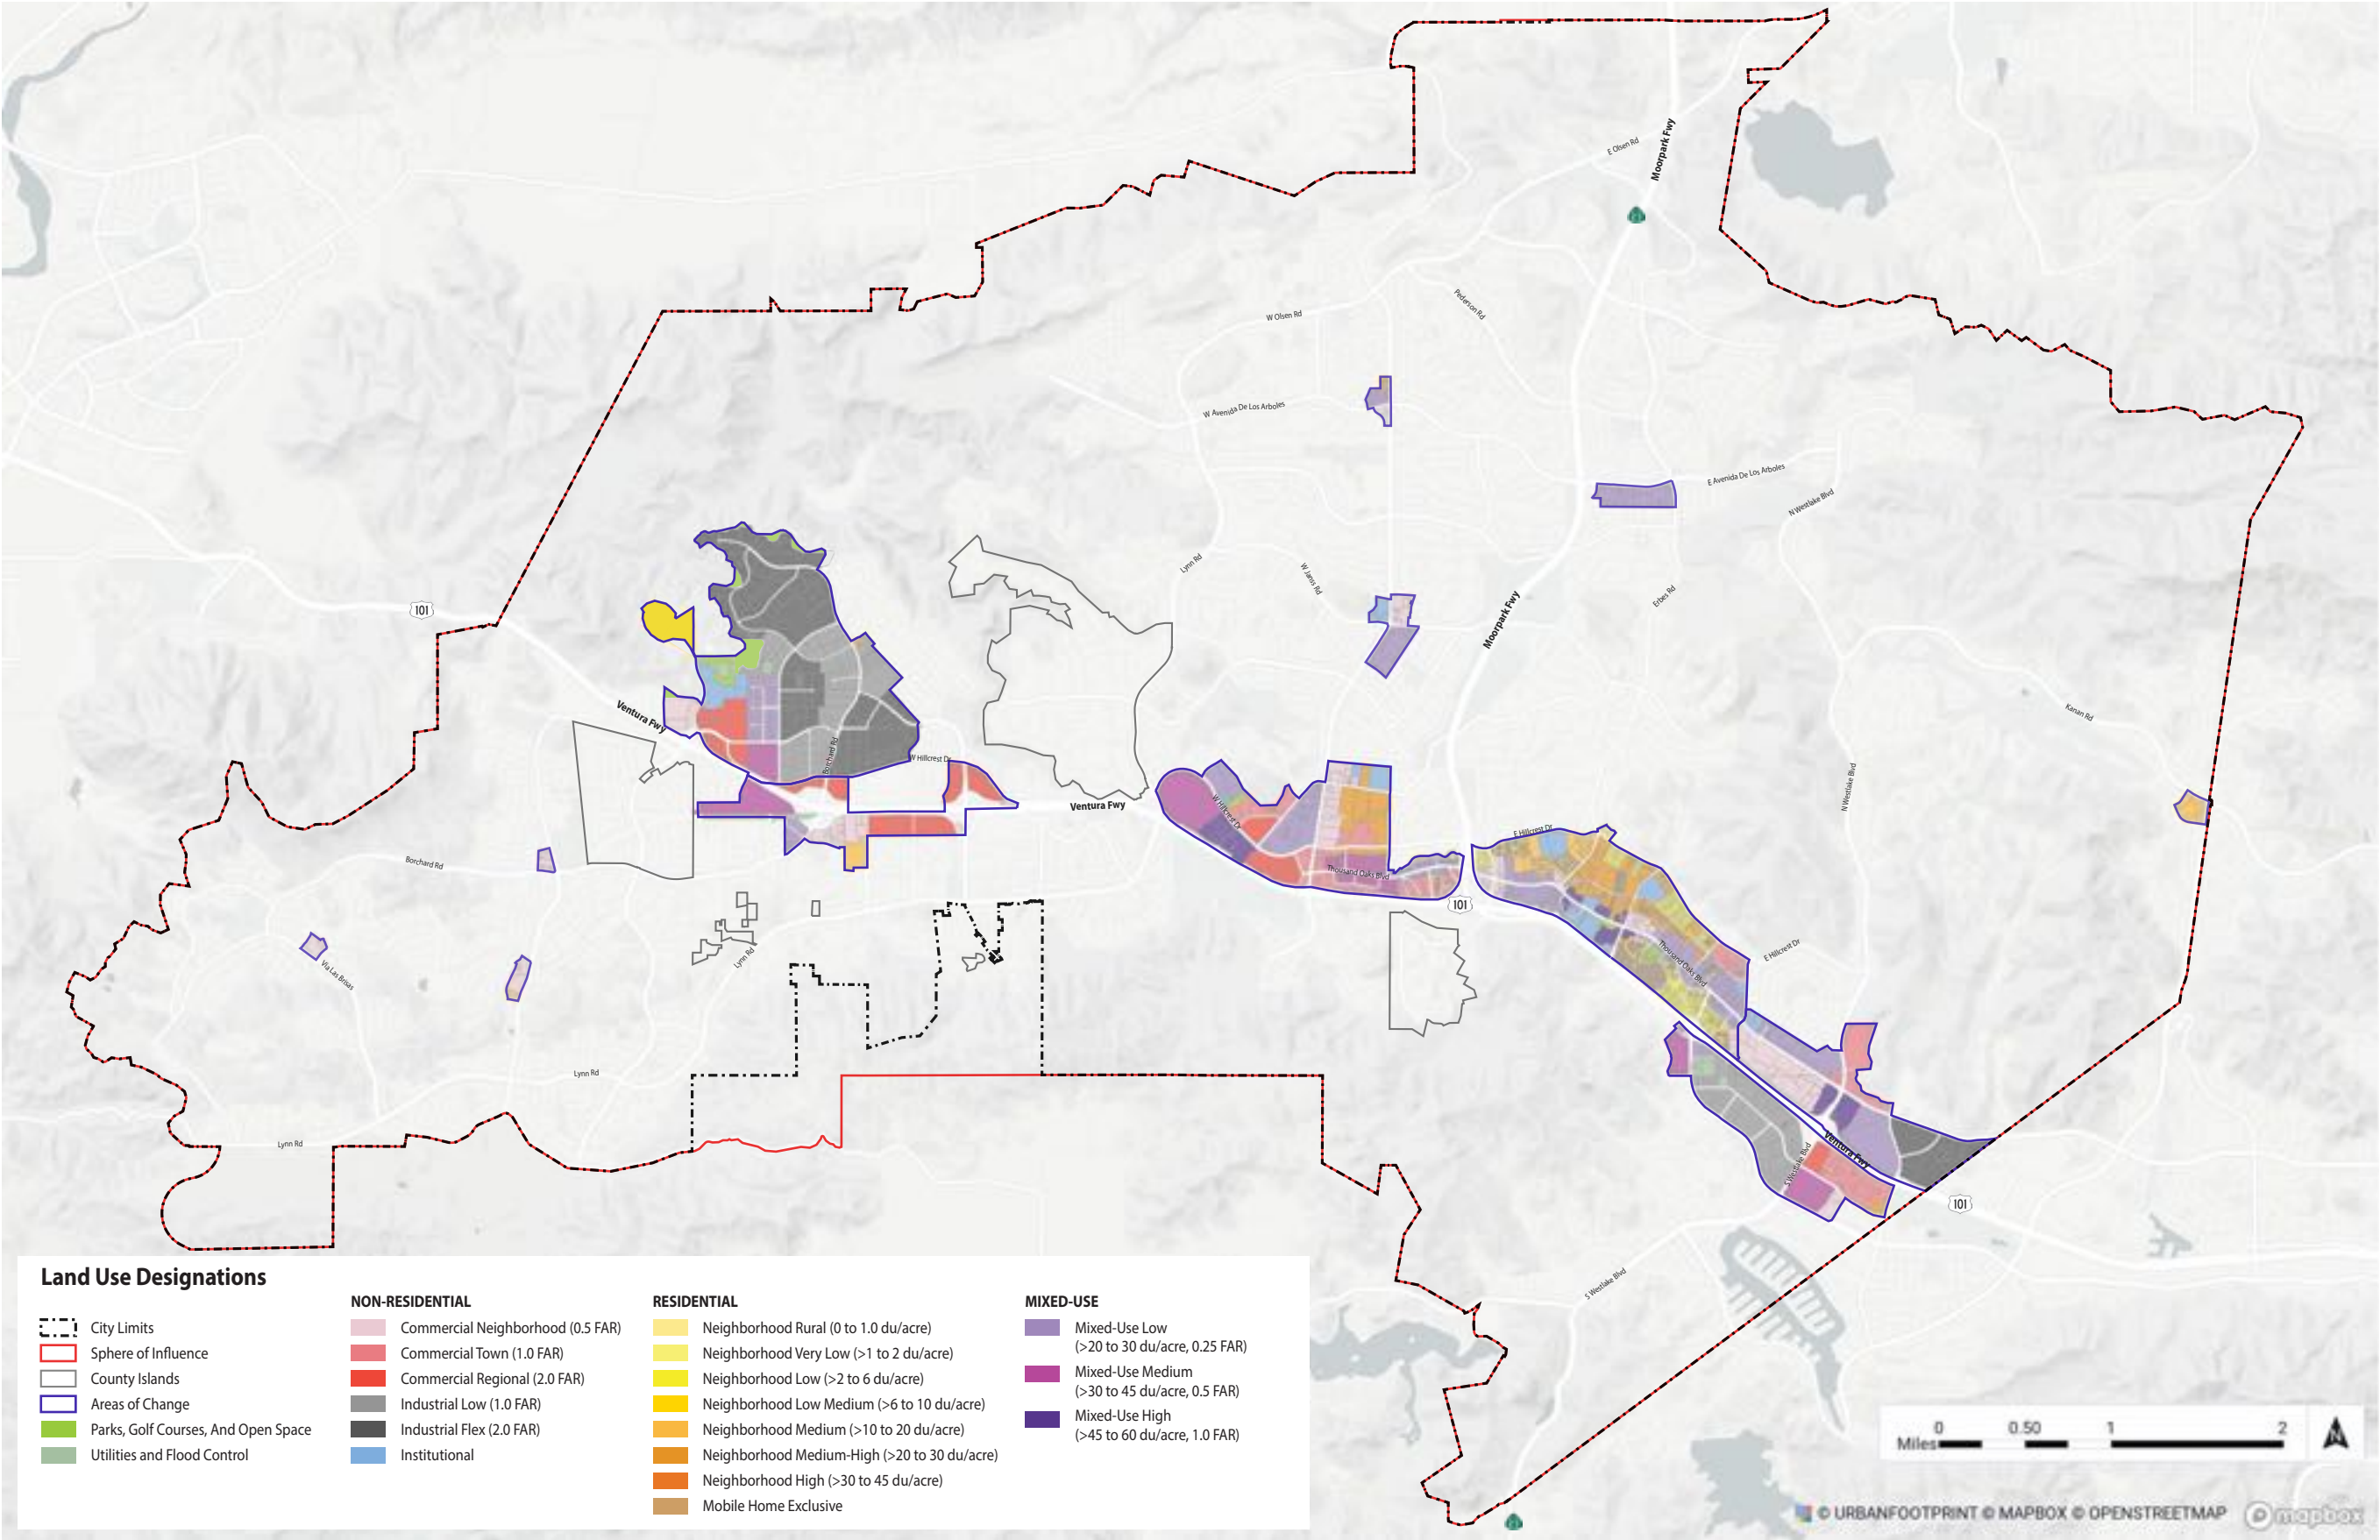 E Olsen Rd
Moorpark Fwy
W Olsen Rd
Pederson Rd
W Avenida De Los Arboles
E Avenida De Los Arboles
N Westlake Blvd
Lynn Rd
W Janss Rd
Erbes Rd
Moorpark Fwy
101
Ventura Fwy
Kanan Rd
Borchard Rd
W Hillcrest Dr
N Westlake Blvd
Ventura Fwy
W Hillcrest Dr
E Hillcrest Dr
Borchard Rd
Thousand Oaks Blvd
101
Via Las Brisas
Lynn Rd
Thousand Oaks Blvd
E Hillcrest Dr
Lynn Rd
Lynn Rd
Ventura Fwy
S Westlake Blvd
101
S Westlake Blvd
Land Use Designations
City Limits
Sphere of Influence
County Islands
Areas of Change
Parks, Golf Courses, And Open Space
Utilities and Flood Control
NON-RESIDENTIAL
Commercial Neighborhood (0.5 FAR)
Commercial Town (1.0 FAR)
Commercial Regional (2.0 FAR)
Industrial Low (1.0 FAR)
Industrial Flex (2.0 FAR)
Institutional
RESIDENTIAL
Neighborhood Rural (0 to 1.0 du/acre)
Neighborhood Very Low (>1 to 2 du/acre)
Neighborhood Low (>2 to 6 du/acre)
Neighborhood Low Medium (>6 to 10 du/acre)
Neighborhood Medium (>10 to 20 du/acre)
Neighborhood Medium-High (>20 to 30 du/acre)
Neighborhood High (>30 to 45 du/acre)
Mobile Home Exclusive
MIXED-USE
Mixed-Use Low
(>20 to 30 du/acre, 0.25 FAR)
Mixed-Use Medium
(>30 to 45 du/acre, 0.5 FAR)
Mixed-Use High
(>45 to 60 du/acre, 1.0 FAR)
0 0.50 1 2
Miles
N
© URBANFOOTPRINT © MAPBOX © OPENSTREETMAP
mapbox